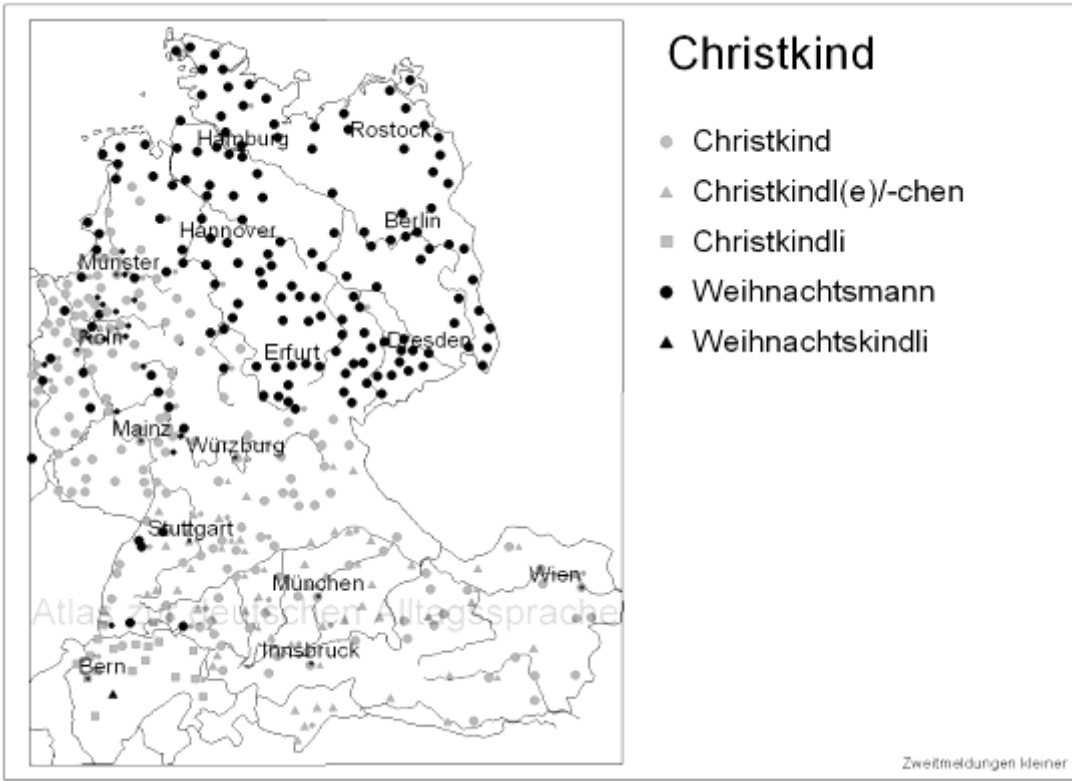 Christkind
Christkind
Christkindl(e)/-chen
Christkindli
Weihnachtsmann
Weihnachtskindli
Rostock
Hamburg
Berlin
Hannover
Münster
Köln
Dresden
Erfurt
Mainz
Würzburg
Stuttgart
Wien
München
Atlas zur deutschen Alltagssprache
Innsbruck
Bern
Zweitmeldungen kleiner